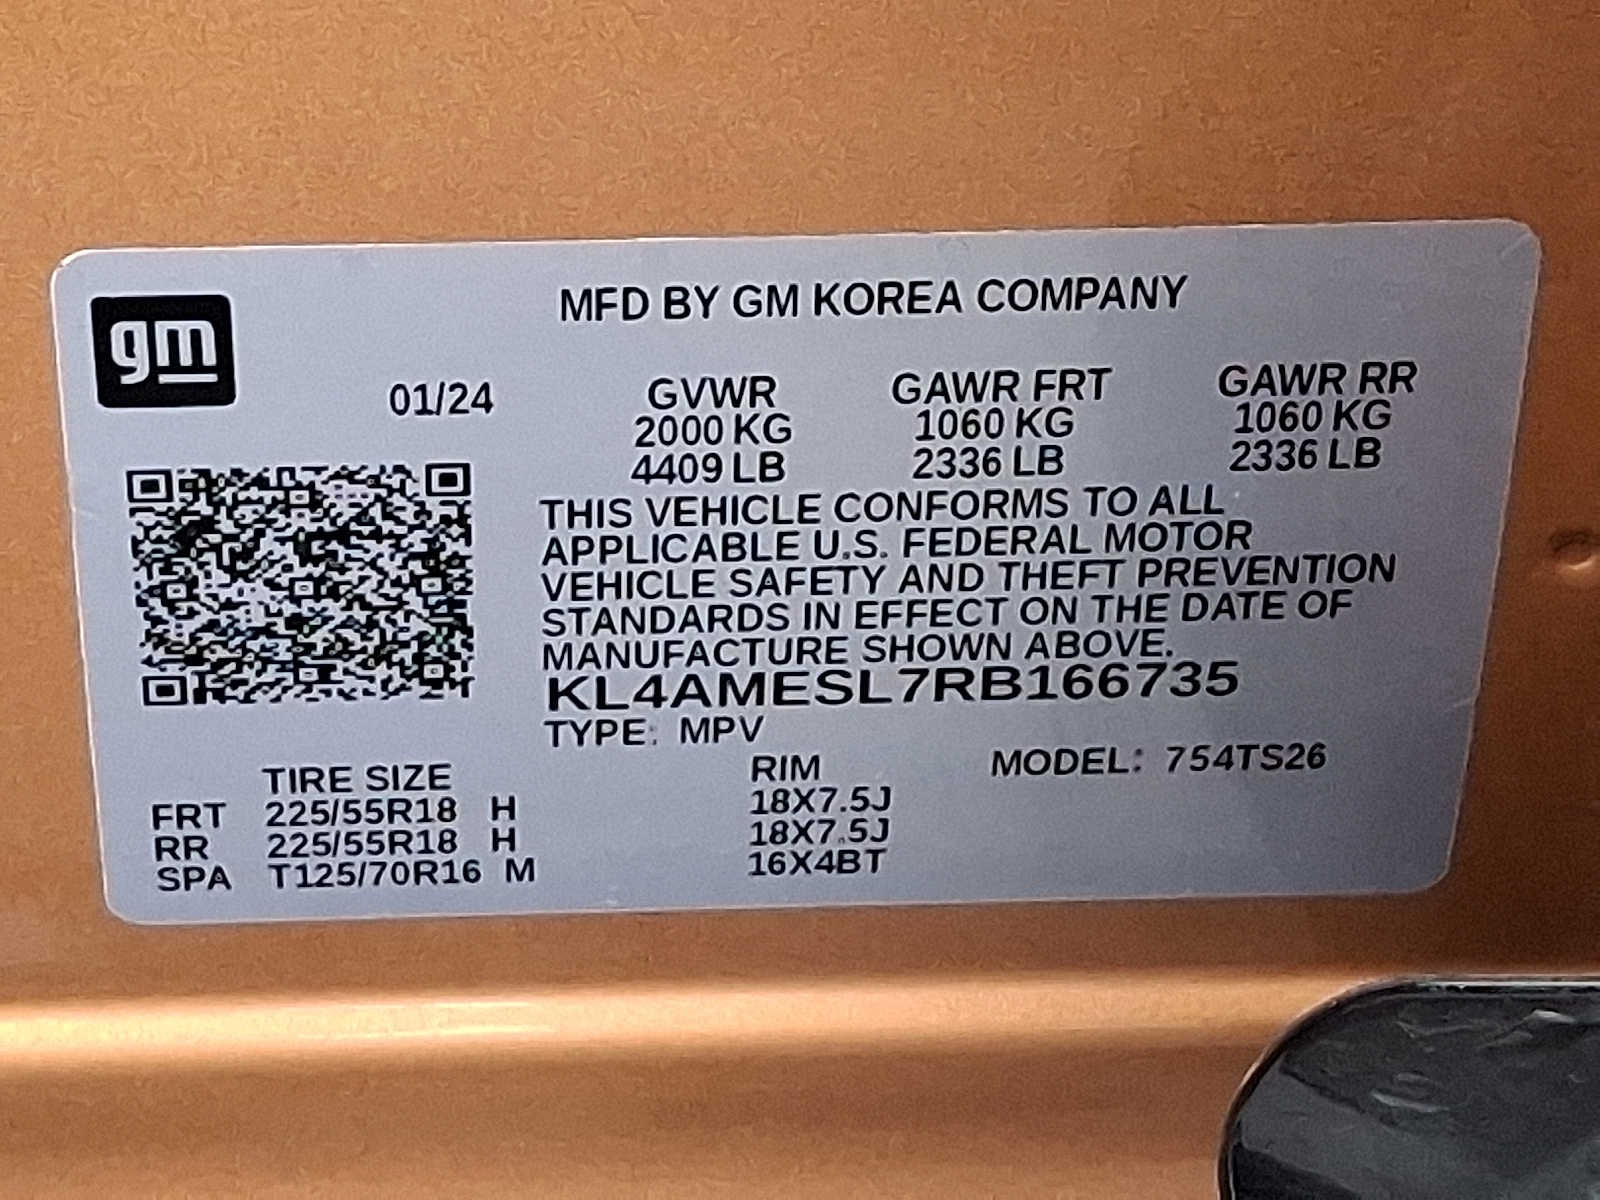 gm
MFD BY GM KOREA COMPANY
01/24 GVWR GAWR FRT GAWR RR
2000 KG 1060 KG 1060 KG
4409 LB 2336 LB 2336 LB
THIS VEHICLE CONFORMS TO ALL
APPLICABLE U.S. FEDERAL MOTOR
VEHICLE SAFETY AND THEFT PREVENTION
STANDARDS IN EFFECT ON THE DATE OF
MANUFACTURE SHOWN ABOVE.
KL4AMESL7RB166735
TYPE: MPV
MODEL: 754TS26
TIRE SIZE RIM
FRT 225/55R18 H 18X7.5J
RR 225/55R18 H 18X7.5J
SPA T125/70R16 M 16X4BT